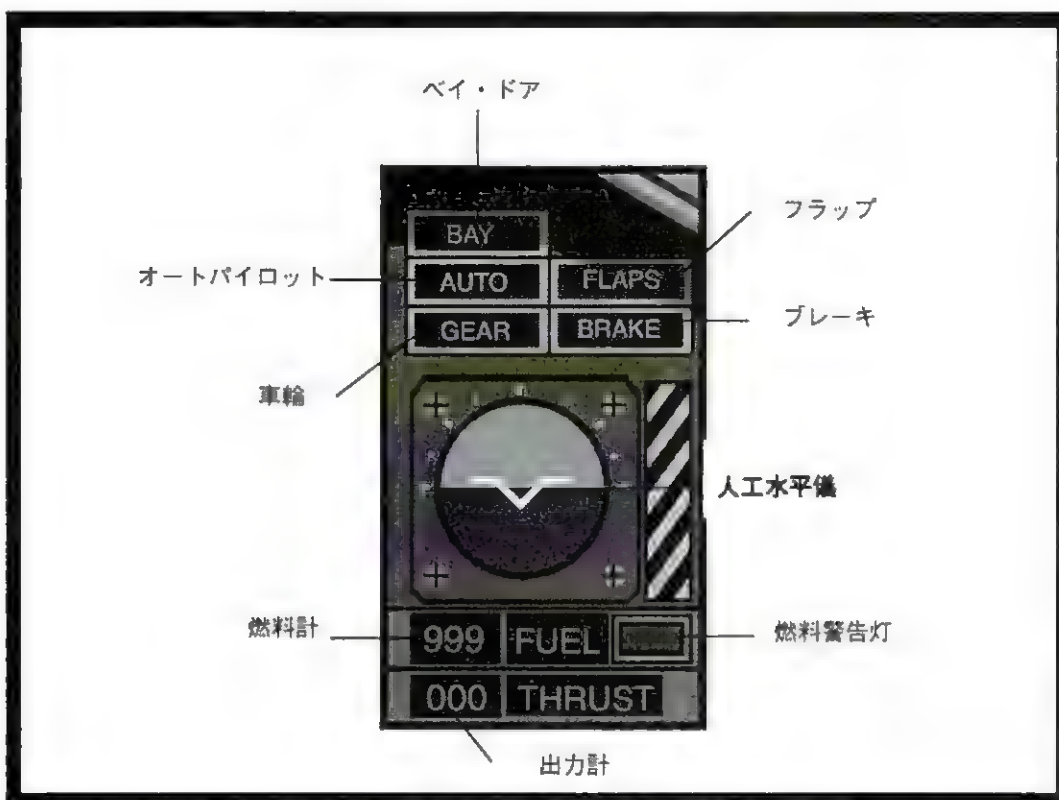 ベイ・ドア
フラップ
BAY
オートパイロット
AUTO
FLAPS
ブレーキ
GEAR
BRAKE
車輪
人工水平儀
燃料計
999
FUEL
燃料警告灯
000
THRUST
出力計